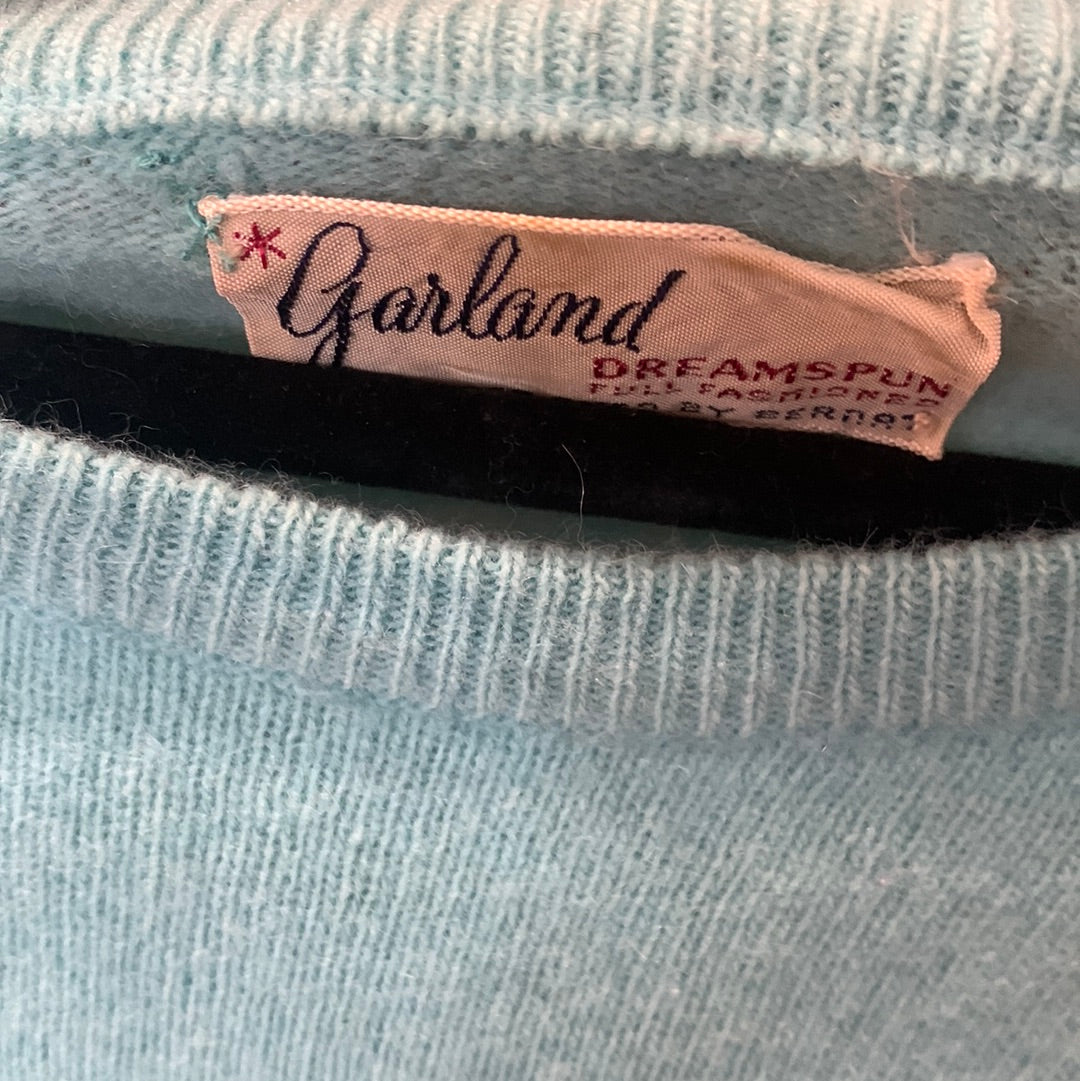 *Garland
DREAMSPUN
FULL FASHIONED
BY BERNAT